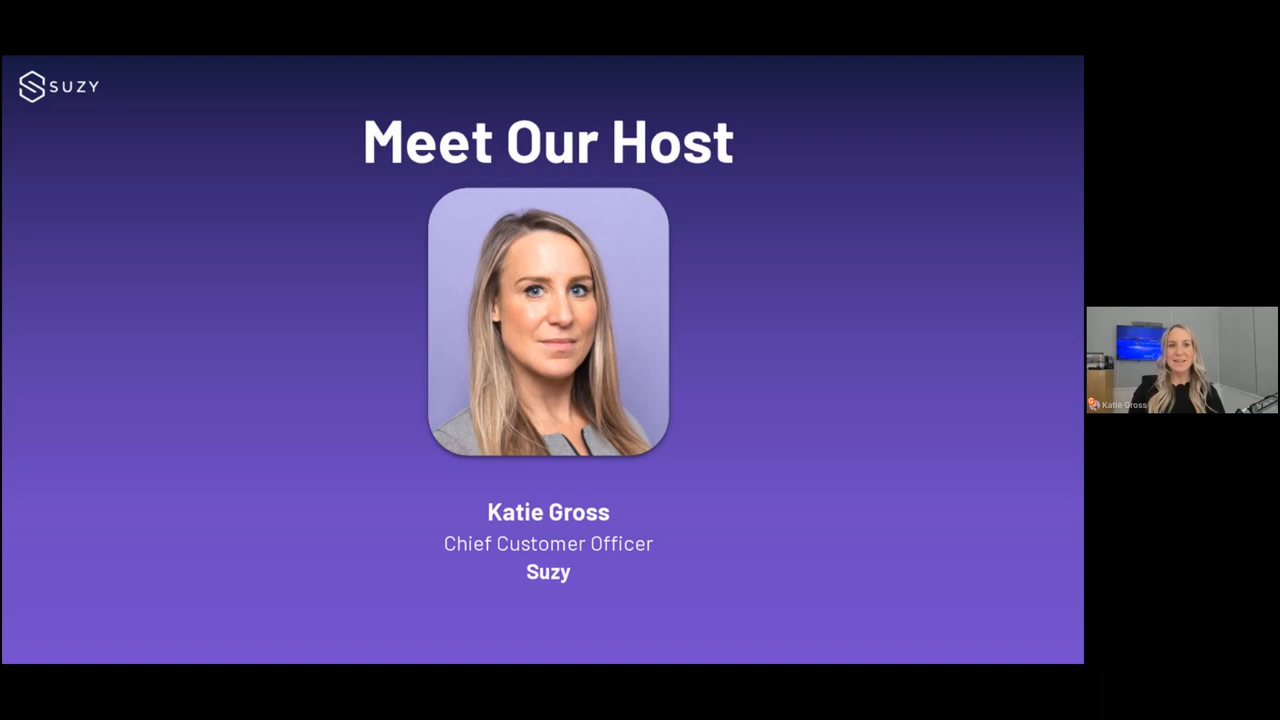 SUZY
Meet Our Host
Katie Gross
Chief Customer Officer
Suzy
Katie Gross